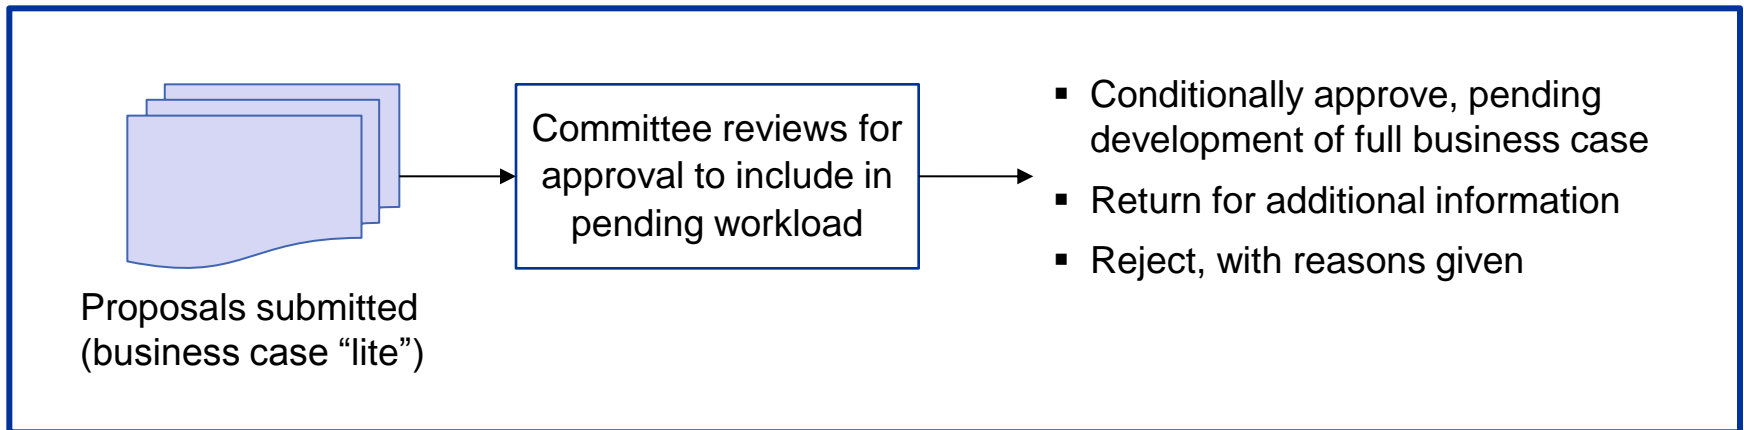 Proposals submitted
(business case “lite”)
Committee reviews for
approval to include in
pending workload
▪ Conditionally approve, pending
development of full business case
▪ Return for additional information
▪ Reject, with reasons given